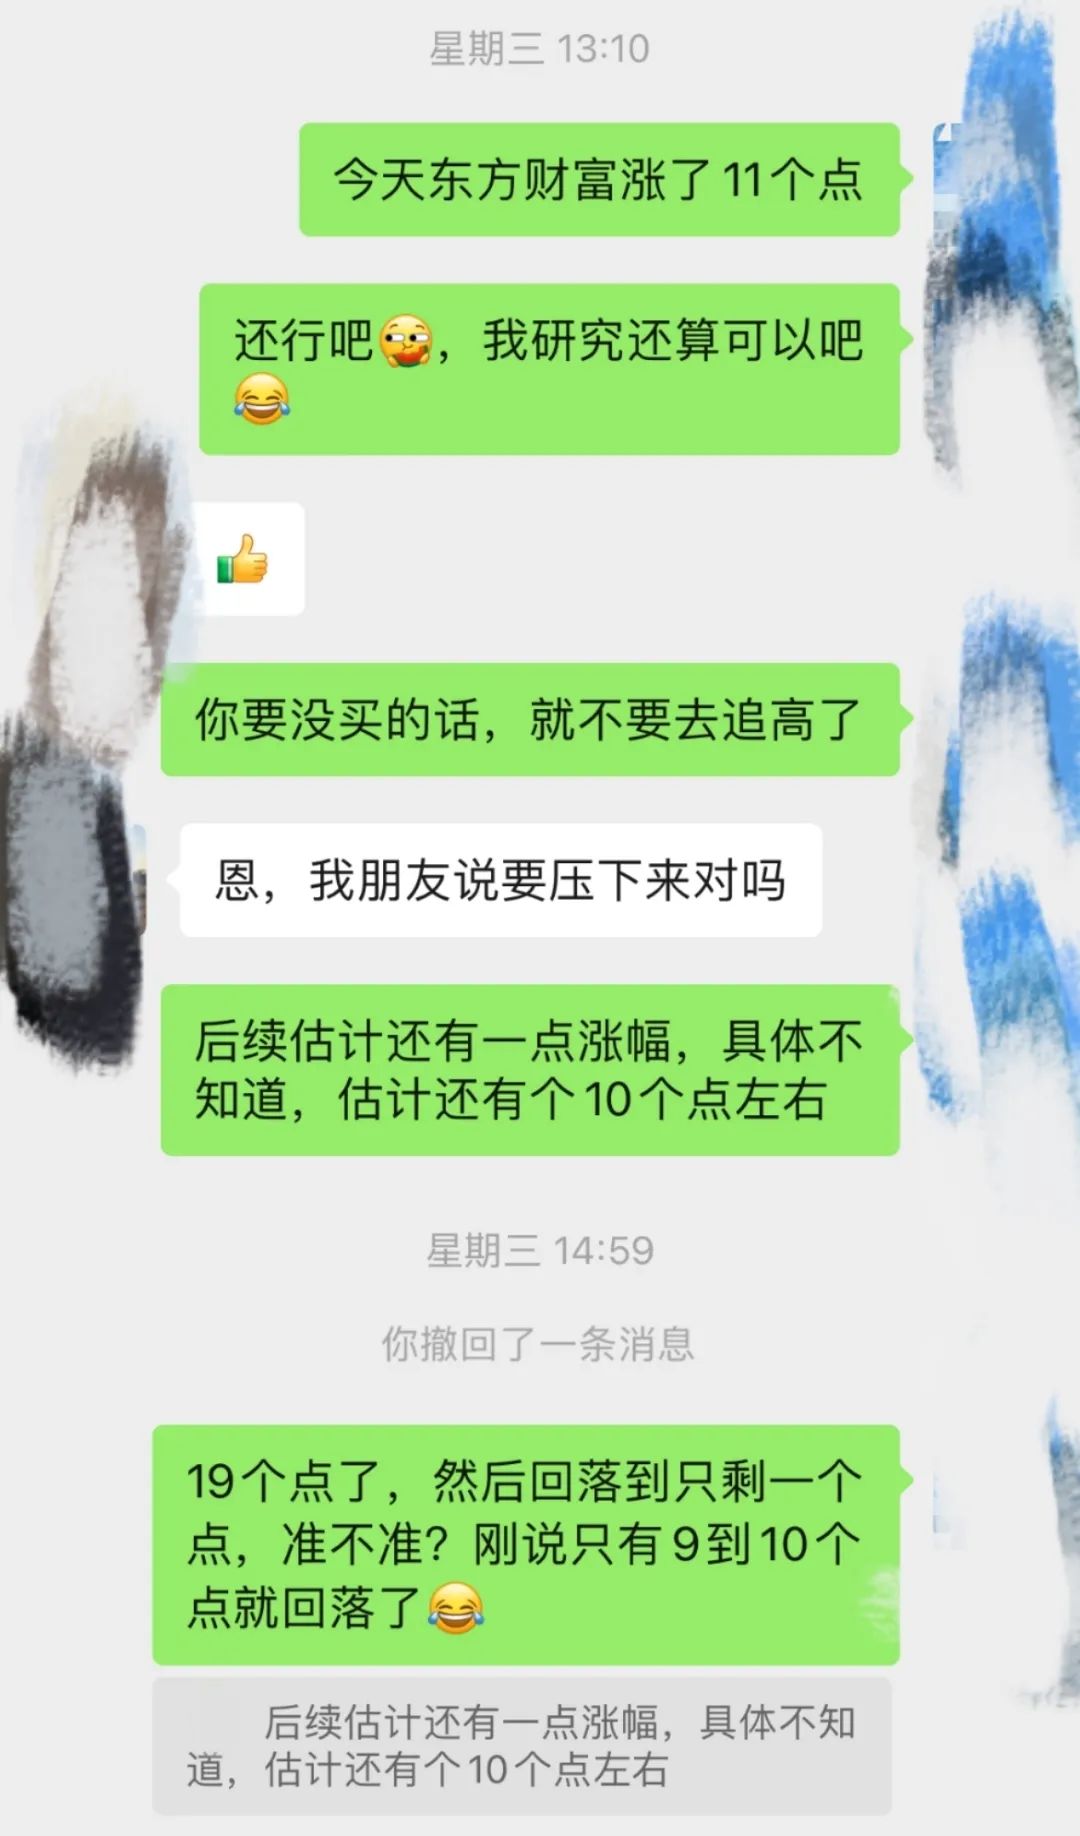 星期三 13:10
今天东方财富涨了11个点
还行吧，我研究还算可以吧
你要没买的话，就不要去追高了
恩，我朋友说要压下来对吗
后续估计还有一点涨幅，具体不
知道，估计还有个10个点左右
星期三 14:59
你撤回了一条消息
19个点了，然后回落到只剩一个
点，准不准？刚说只有9到10个
点就回落了
后续估计还有一点涨幅，具体不知
道，估计还有个10个点左右